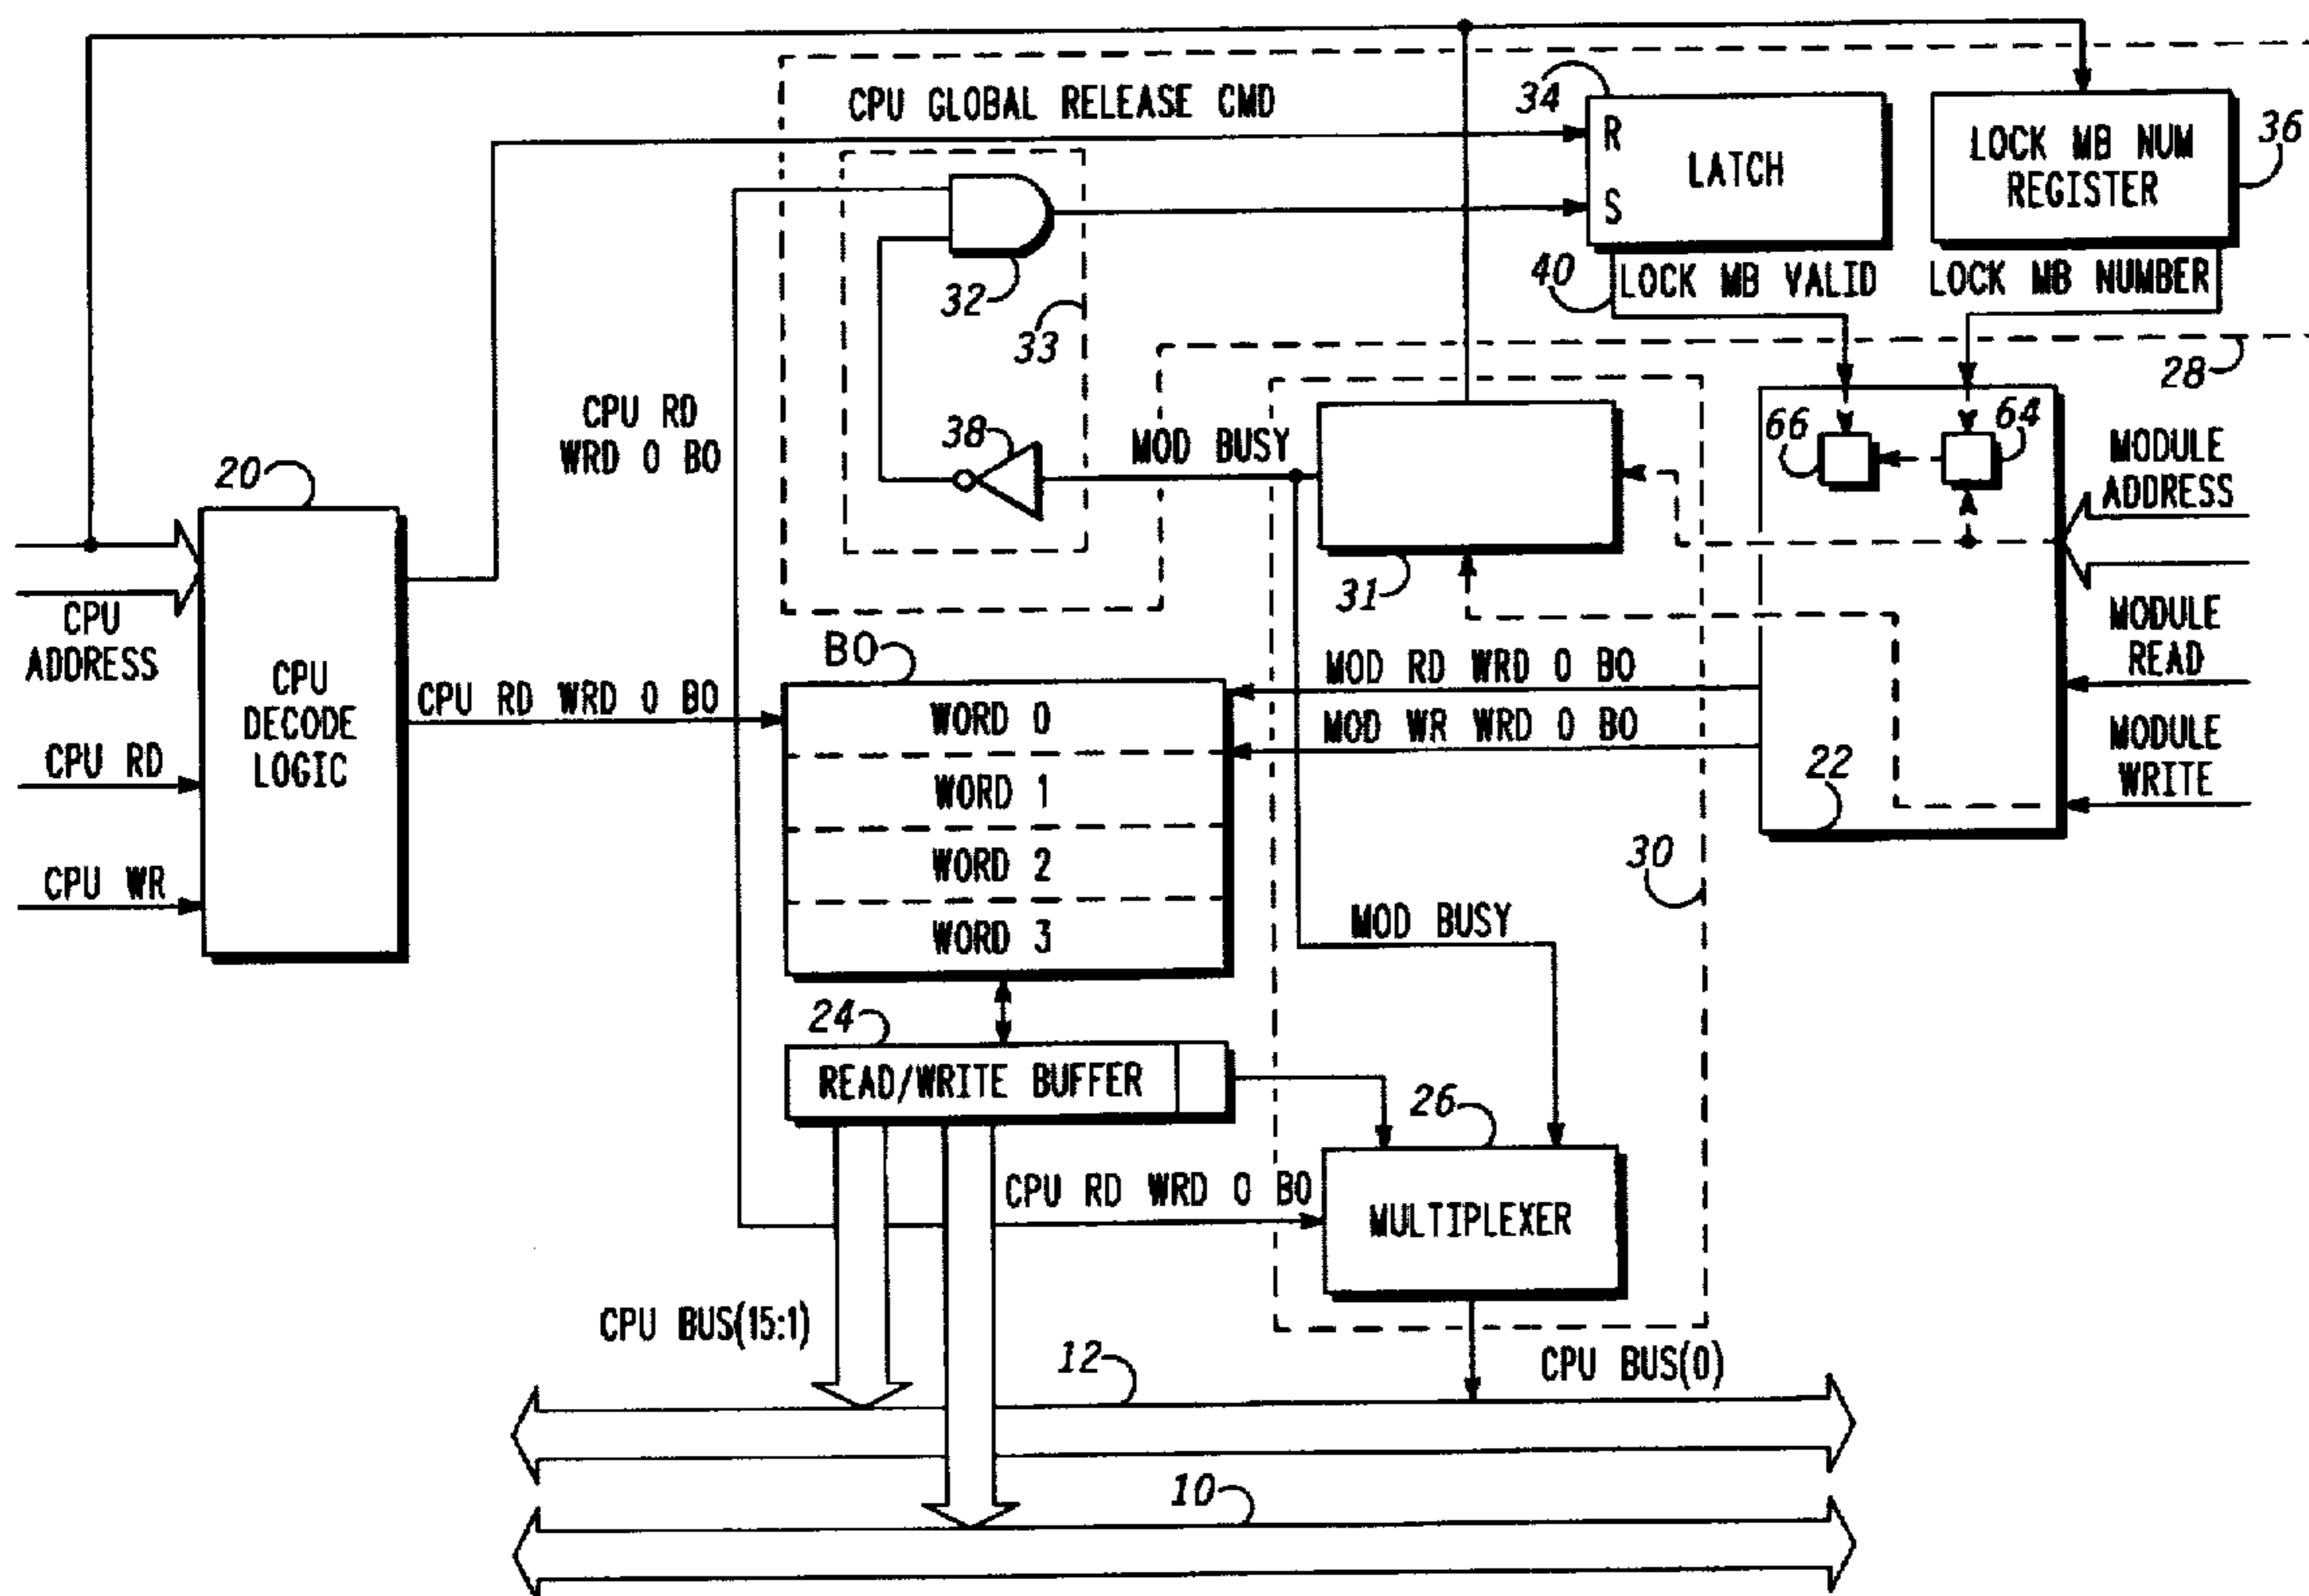 CPU GLOBAL RELEASE CMD
34
R
LATCH
S
LOCK MB NUM
REGISTER
36
32
33
40
LOCK MB VALID
LOCK MB NUMBER
28
CPU RD
WRD 0 B0
38
MOD BUSY
31
66
64
MODULE
ADDRESS
20
CPU
ADDRESS
CPU
DECODE
LOGIC
CPU RD
CPU WR
CPU RD WRD 0 B0
B0
WORD 0
WORD 1
WORD 2
WORD 3
MOD RD WRD 0 B0
MOD WR WRD 0 B0
MODULE
READ
MODULE
WRITE
22
30
MOD BUSY
24
READ/WRITE BUFFER
26
CPU RD WRD 0 B0
MULTIPLEXER
CPU BUS(15:1)
CPU BUS(0)
12
10